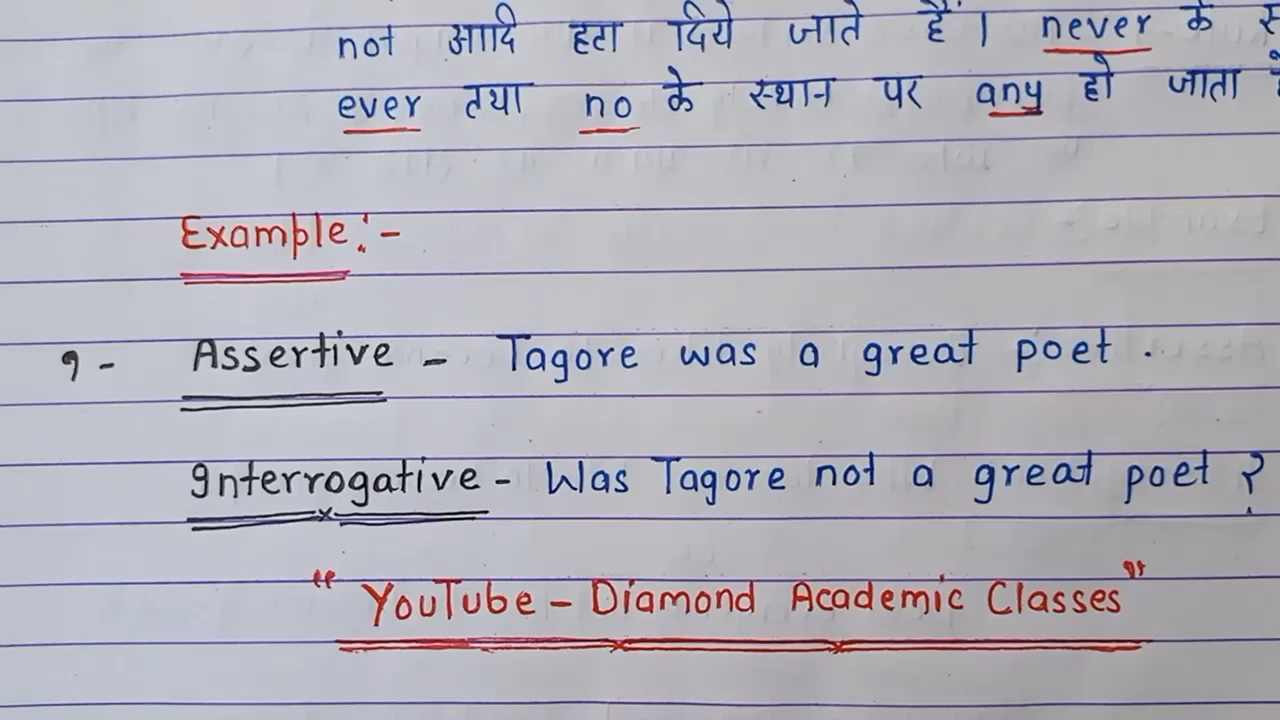 not आदि हटा दिये जाते हैं। never के
ever तथा no के स्थान पर any हो जाता
Example:-
१- Assertive - Tagore was a great poet.
Interrogative - Was Tagore not a great poet ?
"YouTube - Diamond Academic Classes"